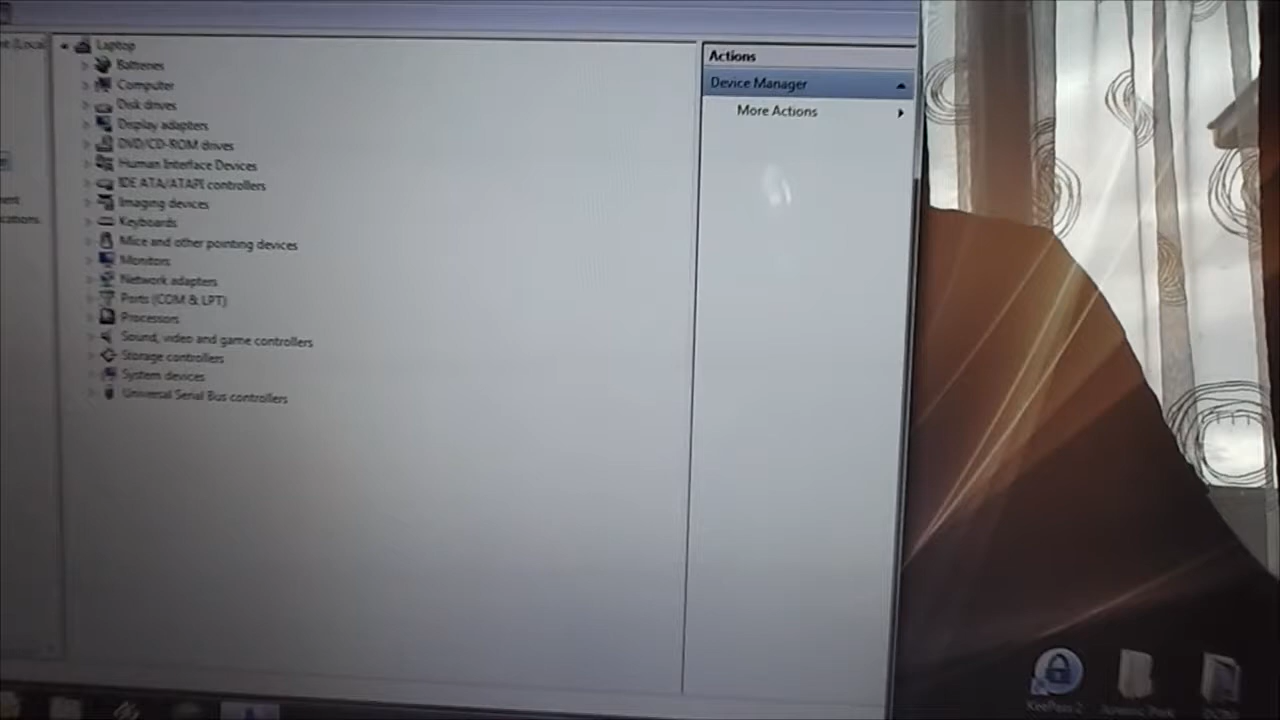 Laptop
Batteries
Computer
Disk drives
Display adapters
DVD/CD-ROM drives
Human Interface Devices
IDE ATA/ATAPI controllers
Imaging devices
Keyboards
Mice and other pointing devices
Monitors
Network adapters
Ports (COM & LPT)
Processors
Sound, video and game controllers
Storage controllers
System devices
Universal Serial Bus controllers
Actions
Device Manager
More Actions
KeePass 2